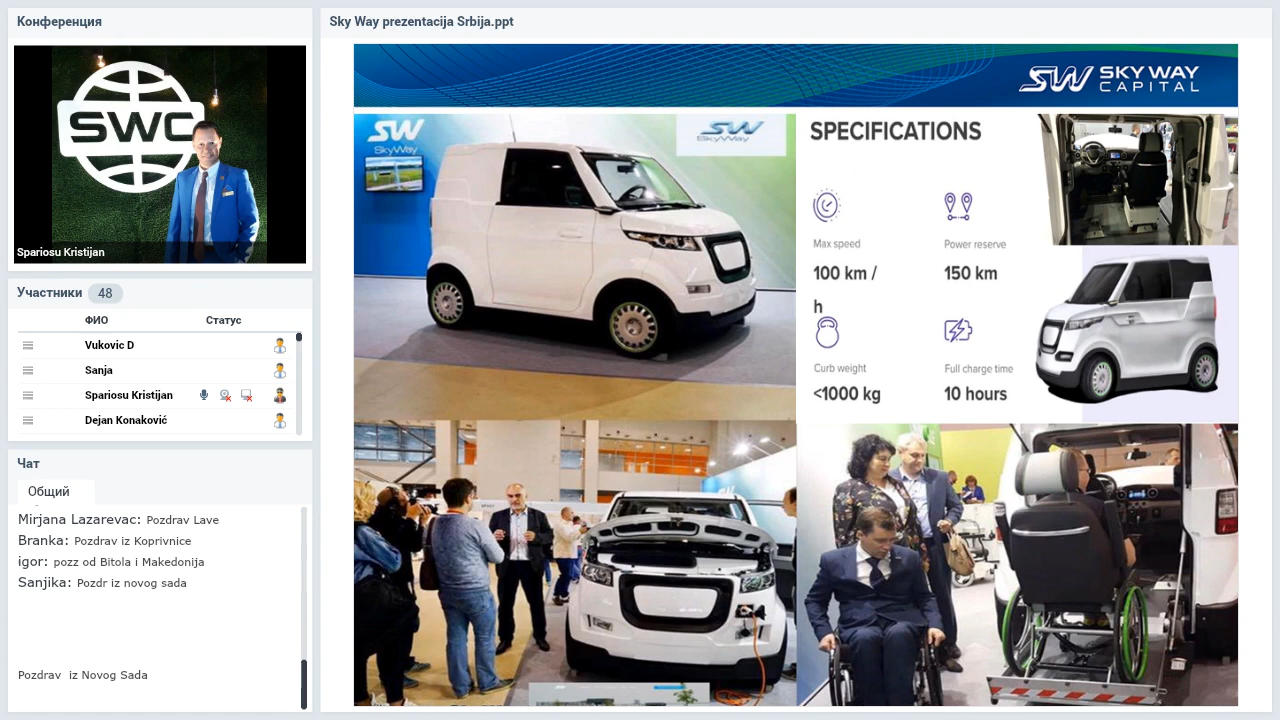 Конференция
SWC
Spariosu Kristijan
Участники 48
ФИО Статус
Vukovic D
Sanja
Spariosu Kristijan
Dejan Konaković
Чат
Общий
Mirjana Lazarevac: Pozdrav Lave
Branka: Pozdrav iz Koprivnice
igor: pozz od Bitola i Makedonija
Sanjika: Pozdr iz novog sada
Pozdrav iz Novog Sada
Sky Way prezentacija Srbija.ppt
SW SKY WAY
CAPITAL
SW
SkyWay
SW
SkyWay
SPECIFICATIONS
Max speed
100 km /
h
Power reserve
150 km
Curb weight
<1000 kg
Full charge time
10 hours